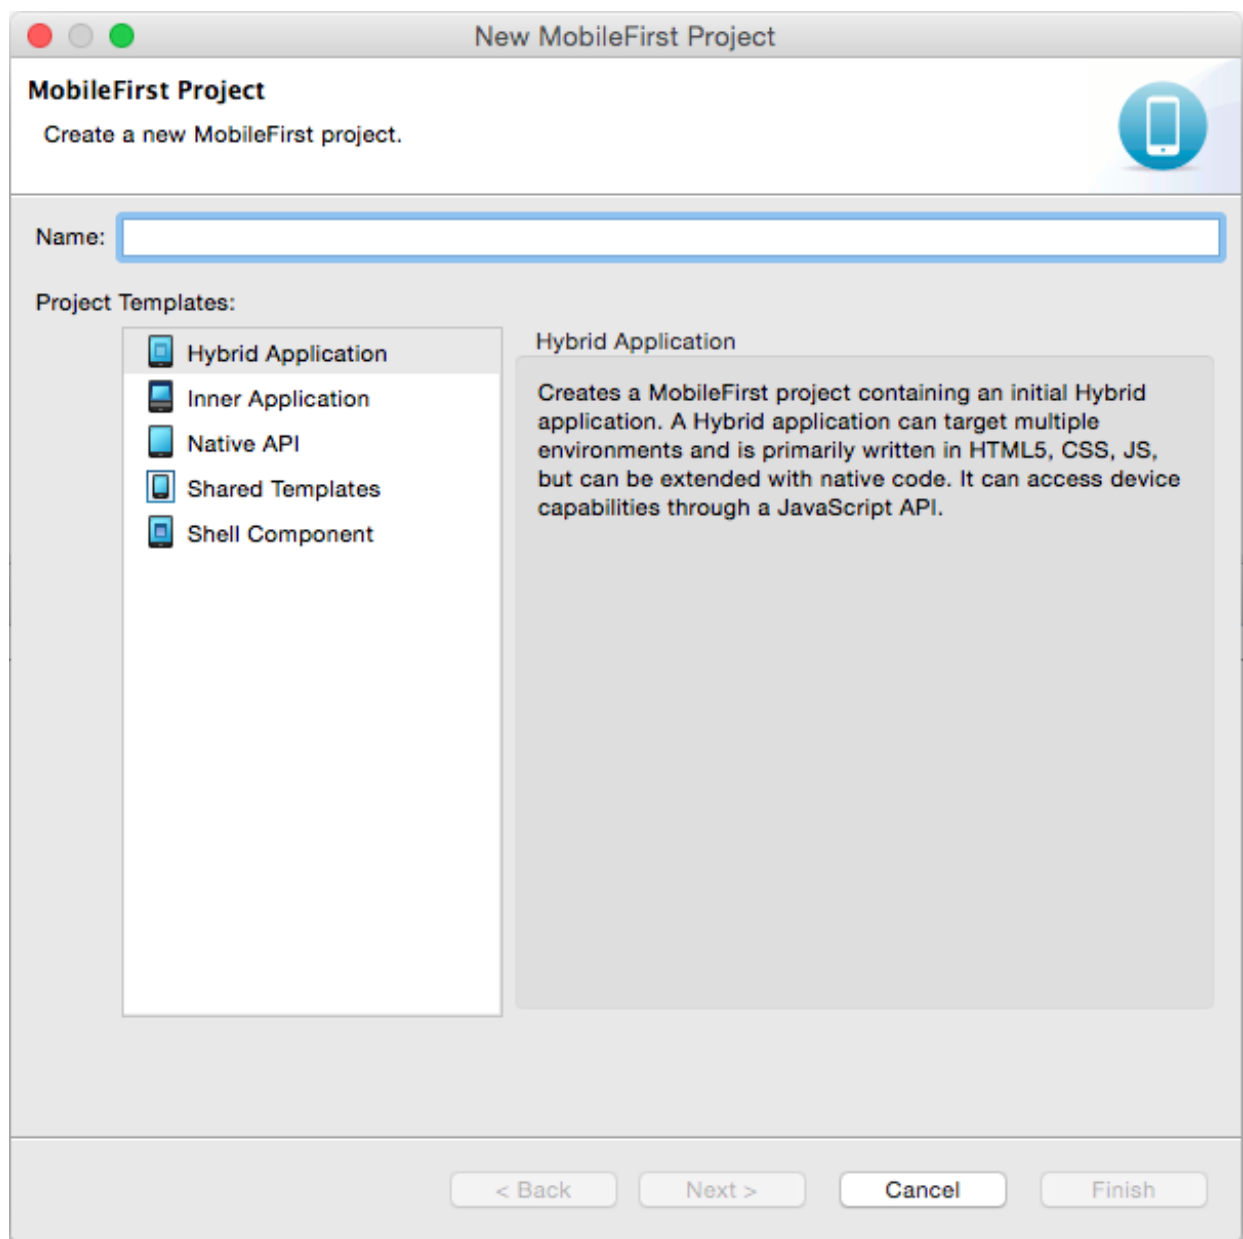 New MobileFirst Project
MobileFirst Project
Create a new MobileFirst project.
Name:
Project Templates:
Hybrid Application
Inner Application
Native API
Shared Templates
Shell Component
Hybrid Application
Creates a MobileFirst project containing an initial Hybrid
application. A Hybrid application can target multiple
environments and is primarily written in HTML5, CSS, JS,
but can be extended with native code. It can access device
capabilities through a JavaScript API.
< Back
Next >
Cancel
Finish